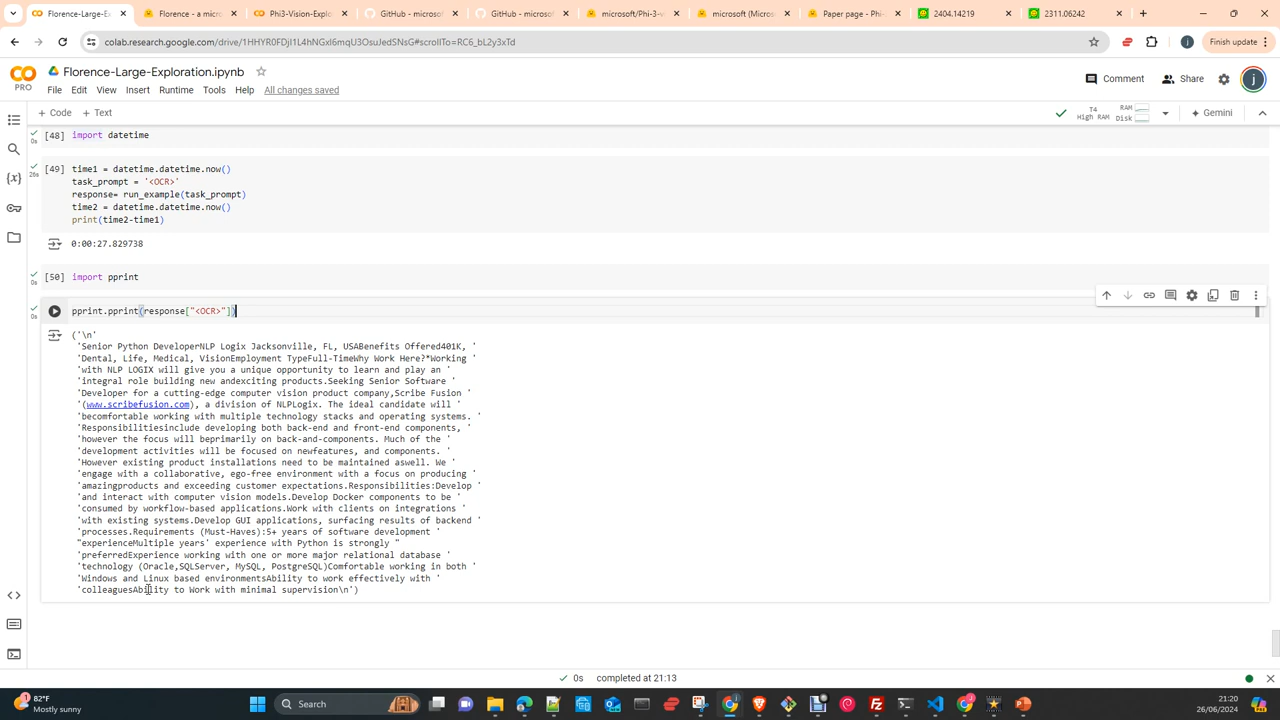 Florence-Large-Ex
Florence - a micro
Phi3-Vision-Explo
GitHub - microsof
GitHub - microsof
microsoft/Phi-3-v
microsoft (Micros
Paper page - Phi-
2404.14219
2311.06242
colab.research.google.com/drive/1HHYR0FDjI1L4hNGxI6mqU3OsuJedSNsG#scrollTo=RC6_bL2y3xTd
j
Finish update
CO
PRO
Florence-Large-Exploration.ipynb
File Edit View Insert Runtime Tools Help All changes saved
Comment
Share
j
+ Code + Text
T4
High RAM
RAM
Disk
Gemini
0s
[48] import datetime
26s
[49] time1 = datetime.datetime.now()
task_prompt = '<OCR>'
response= run_example(task_prompt)
time2 = datetime.datetime.now()
print(time2-time1)
0:00:27.829738
0s
[50] import pprint
0s
pprint.pprint(response["<OCR>"])
('\n'
'Senior Python DeveloperNLP Logix Jacksonville, FL, USABenefits Offered401K, '
'Dental, Life, Medical, VisionEmployment TypeFull-TimeWhy Work Here?*Working '
'with NLP LOGIX will give you a unique opportunity to learn and play an '
'integral role building new andexciting products.Seeking Senior Software '
'Developer for a cutting-edge computer vision product company,Scribe Fusion '
'(www.scribefusion.com), a division of NLPLogix. The ideal candidate will '
'becomfortable working with multiple technology stacks and operating systems. '
'Responsibilitiesinclude developing both back-end and front-end components, '
'however the focus will beprimarily on back-and-components. Much of the '
'development activities will be focused on newfeatures, and components. '
'However existing product installations need to be maintained aswell. We '
'engage with a collaborative, ego-free environment with a focus on producing '
'amazingproducts and exceeding customer expectations.Responsibilities:Develop '
'and interact with computer vision models.Develop Docker components to be '
'consumed by workflow-based applications.Work with clients on integrations '
'with existing systems.Develop GUI applications, surfacing results of backend '
'processes.Requirements (Must-Haves):5+ years of software development '
"experienceMultiple years' experience with Python is strongly "
'preferredExperience working with one or more major relational database '
'technology (Oracle,SQLServer, MySQL, PostgreSQL)Comfortable working in both '
'Windows and Linux based environmentsAbility to work effectively with '
'colleaguesAbility to Work with minimal supervision\n')
0s completed at 21:13
82°F
Mostly sunny
Search
21:20
26/06/2024